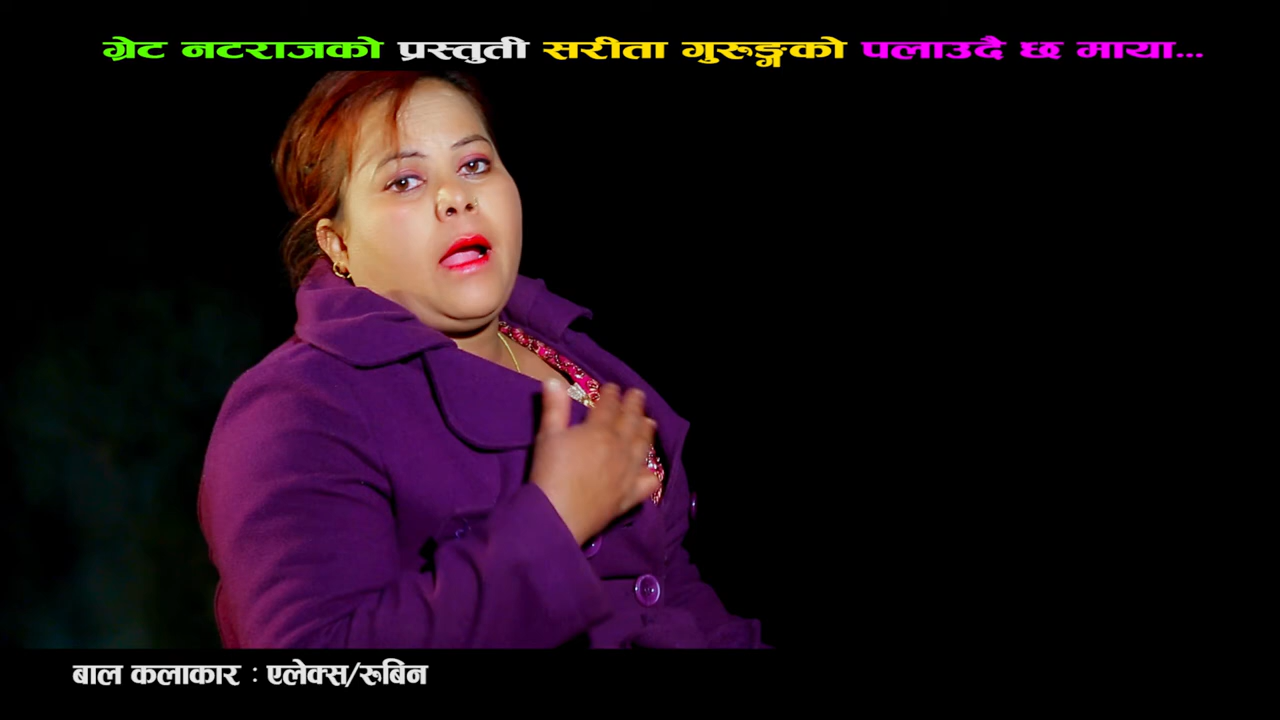 ग्रेट नटराजको प्रस्तुती सरीता गुरुङ्गको पलाउदै छ माया...
बाल कलाकार : एलेक्स/रुबिन